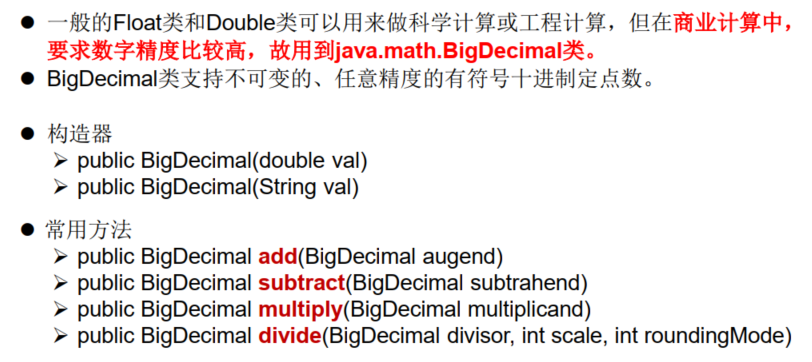 ● 一般的Float类和Double类可以用来做科学计算或工程计算，但在商业计算中，
要求数字精度比较高，故用到java.math.BigDecimal类。
● BigDecimal类支持不可变的、任意精度的有符号十进制定点数。
● 构造器
➢ public BigDecimal(double val)
➢ public BigDecimal(String val)
● 常用方法
➢ public BigDecimal add(BigDecimal augend)
➢ public BigDecimal subtract(BigDecimal subtrahend)
➢ public BigDecimal multiply(BigDecimal multiplicand)
➢ public BigDecimal divide(BigDecimal divisor, int scale, int roundingMode)